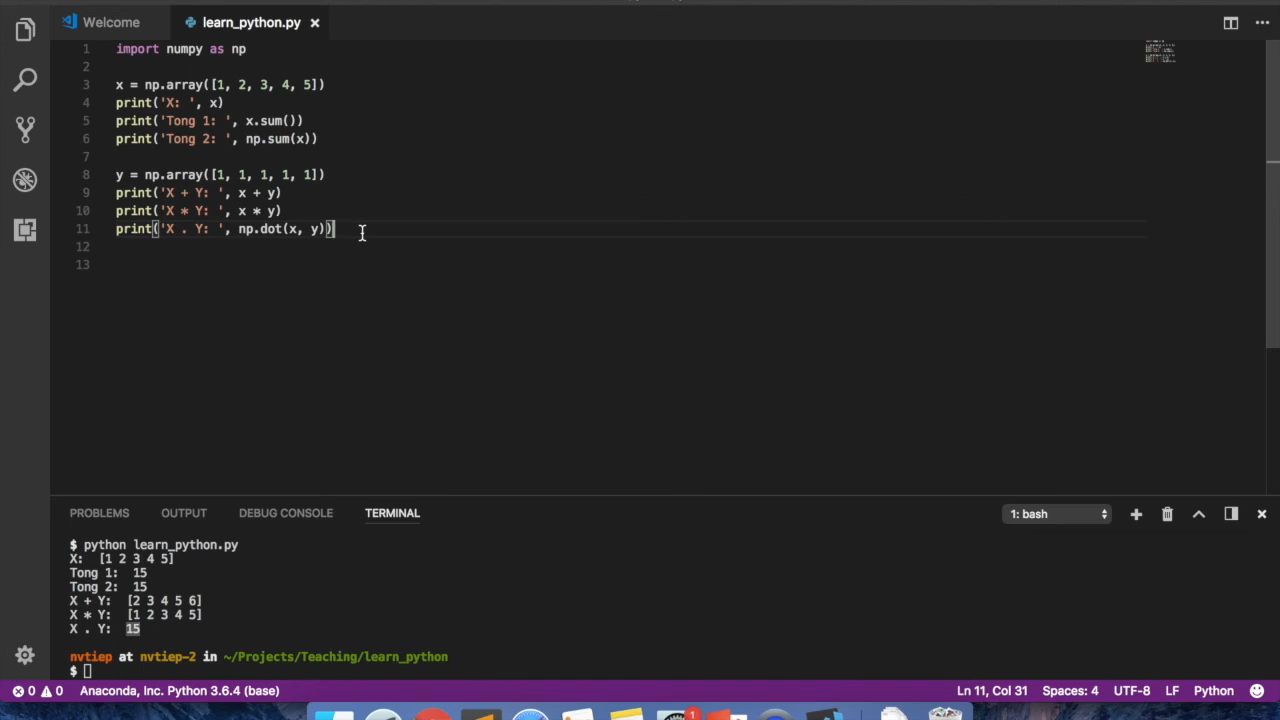 Welcome
learn_python.py
1 import numpy as np
2
3 x = np.array([1, 2, 3, 4, 5])
4 print('X: ', x)
5 print('Tong 1: ', x.sum())
6 print('Tong 2: ', np.sum(x))
7
8 y = np.array([1, 1, 1, 1, 1])
9 print('X + Y: ', x + y)
10 print('X * Y: ', x * y)
11 print('X . Y: ', np.dot(x, y))
12
13
PROBLEMS OUTPUT DEBUG CONSOLE TERMINAL 1: bash
$ python learn_python.py
X:  [1 2 3 4 5]
Tong 1:  15
Tong 2:  15
X + Y:  [2 3 4 5 6]
X * Y:  [1 2 3 4 5]
X . Y:  15
nvtiep at nvtiep-2 in ~/Projects/Teaching/learn_python
$
0 0 Anaconda, Inc. Python 3.6.4 (base) Ln 11, Col 31 Spaces: 4 UTF-8 LF Python
1